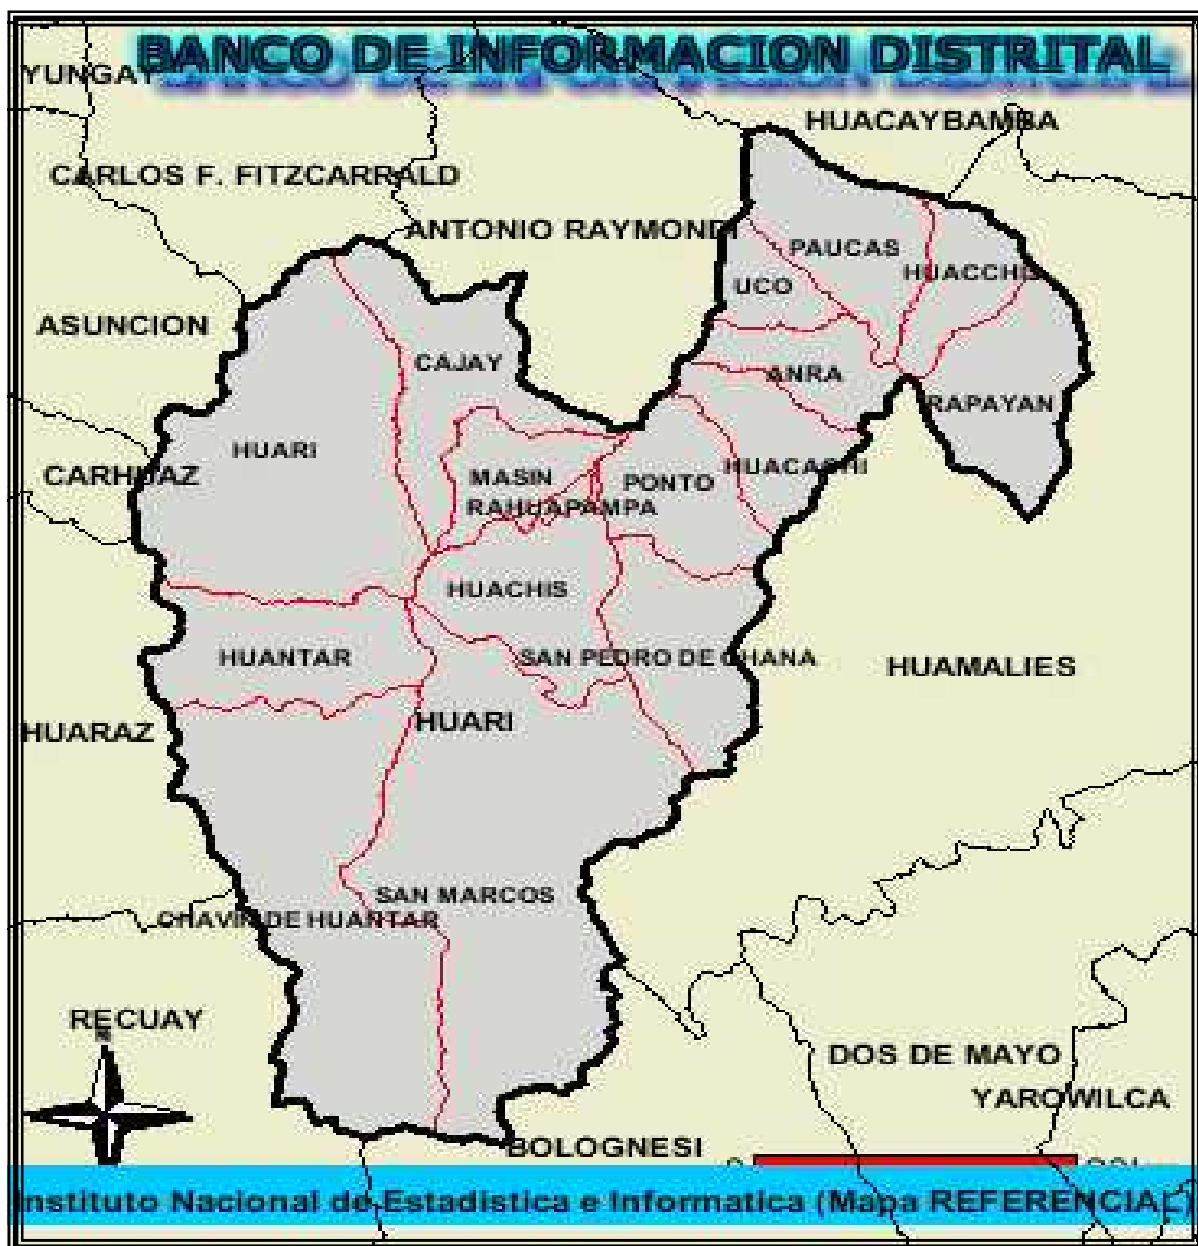 BANCO DE INFORMACION DISTRITAL
YUNGAY
HUACAYBAMBA
CARLOS F. FITZCARRALD
ANTONIO RAYMONDI
PAUCAS
HUACCHIS
UCO
ASUNCION
CAJAY
ANRA
RAPAYAN
HUARI
CARHUAZ
MASIN
PONTO
HUACACHI
RAHUAPAMPA
HUACHIS
HUANTAR
SAN PEDRO DE CHANA
HUAMALIES
HUARAZ
HUARI
SAN MARCOS
CHAVIN DE HUANTAR
RECUAY
N
DOS DE MAYO
YAROWILCA
BOLOGNESI
Instituto Nacional de Estadistica e Informatica (Mapa REFERENCIAL)